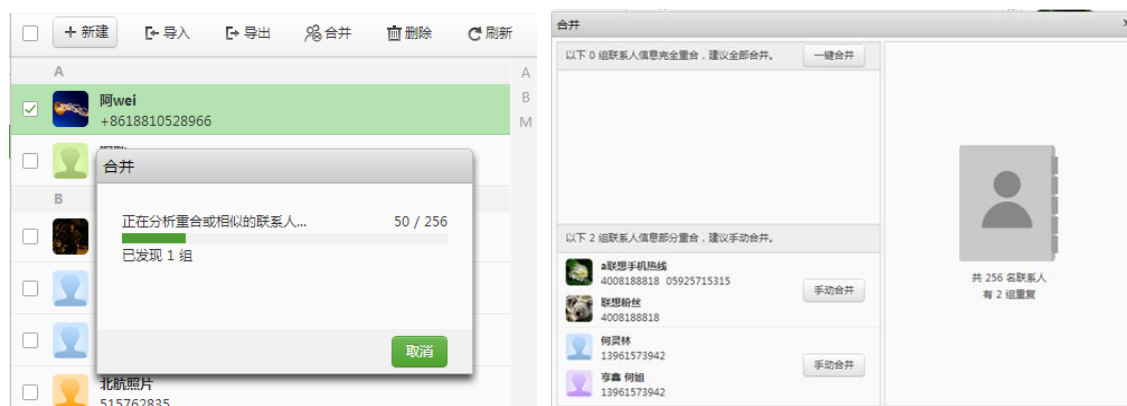 + 新建 导入 导出 合并 删除 刷新
A
阿wei
+8618810528966
B
北航照片
515762835
A
B
M
合并
正在分析重合或相似的联系人... 50 / 256
已发现 1 组
取消
合并 x
以下 0 组联系人信息完全重合，建议全部合并。 一键合并
以下 2 组联系人信息部分重合，建议手动合并。
a联想手机热线
4008188818 05925715315
联想粉丝
4008188818
手动合并
何灵林
13961573942
亨鑫 何姐
13961573942
手动合并
共 256 名联系人
有 2 组重复